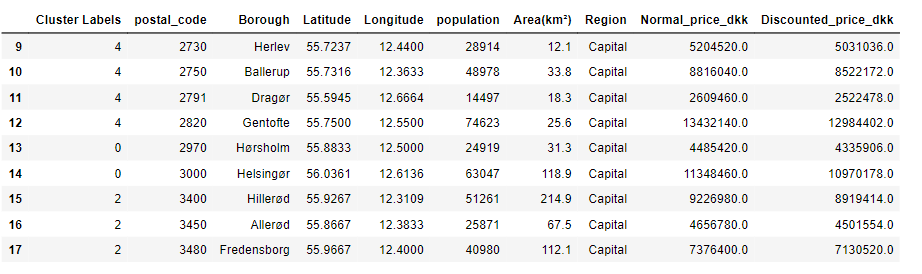 Cluster Labels postal_code Borough Latitude Longitude population Area(km²) Region Normal_price_dkk Discounted_price_dkk
9 4 2730 Herlev 55.7237 12.4400 28914 12.1 Capital 5204520.0 5031036.0
10 4 2750 Ballerup 55.7316 12.3633 48978 33.8 Capital 8816040.0 8522172.0
11 4 2791 Dragør 55.5945 12.6664 14497 18.3 Capital 2609460.0 2522478.0
12 4 2820 Gentofte 55.7500 12.5500 74623 25.6 Capital 13432140.0 12984402.0
13 0 2970 Hørsholm 55.8833 12.5000 24919 31.3 Capital 4485420.0 4335906.0
14 0 3000 Helsingør 56.0361 12.6136 63047 118.9 Capital 11348460.0 10970178.0
15 2 3400 Hillerød 55.9267 12.3109 51261 214.9 Capital 9226980.0 8919414.0
16 2 3450 Allerød 55.8667 12.3833 25871 67.5 Capital 4656780.0 4501554.0
17 2 3480 Fredensborg 55.9667 12.4000 40980 112.1 Capital 7376400.0 7130520.0